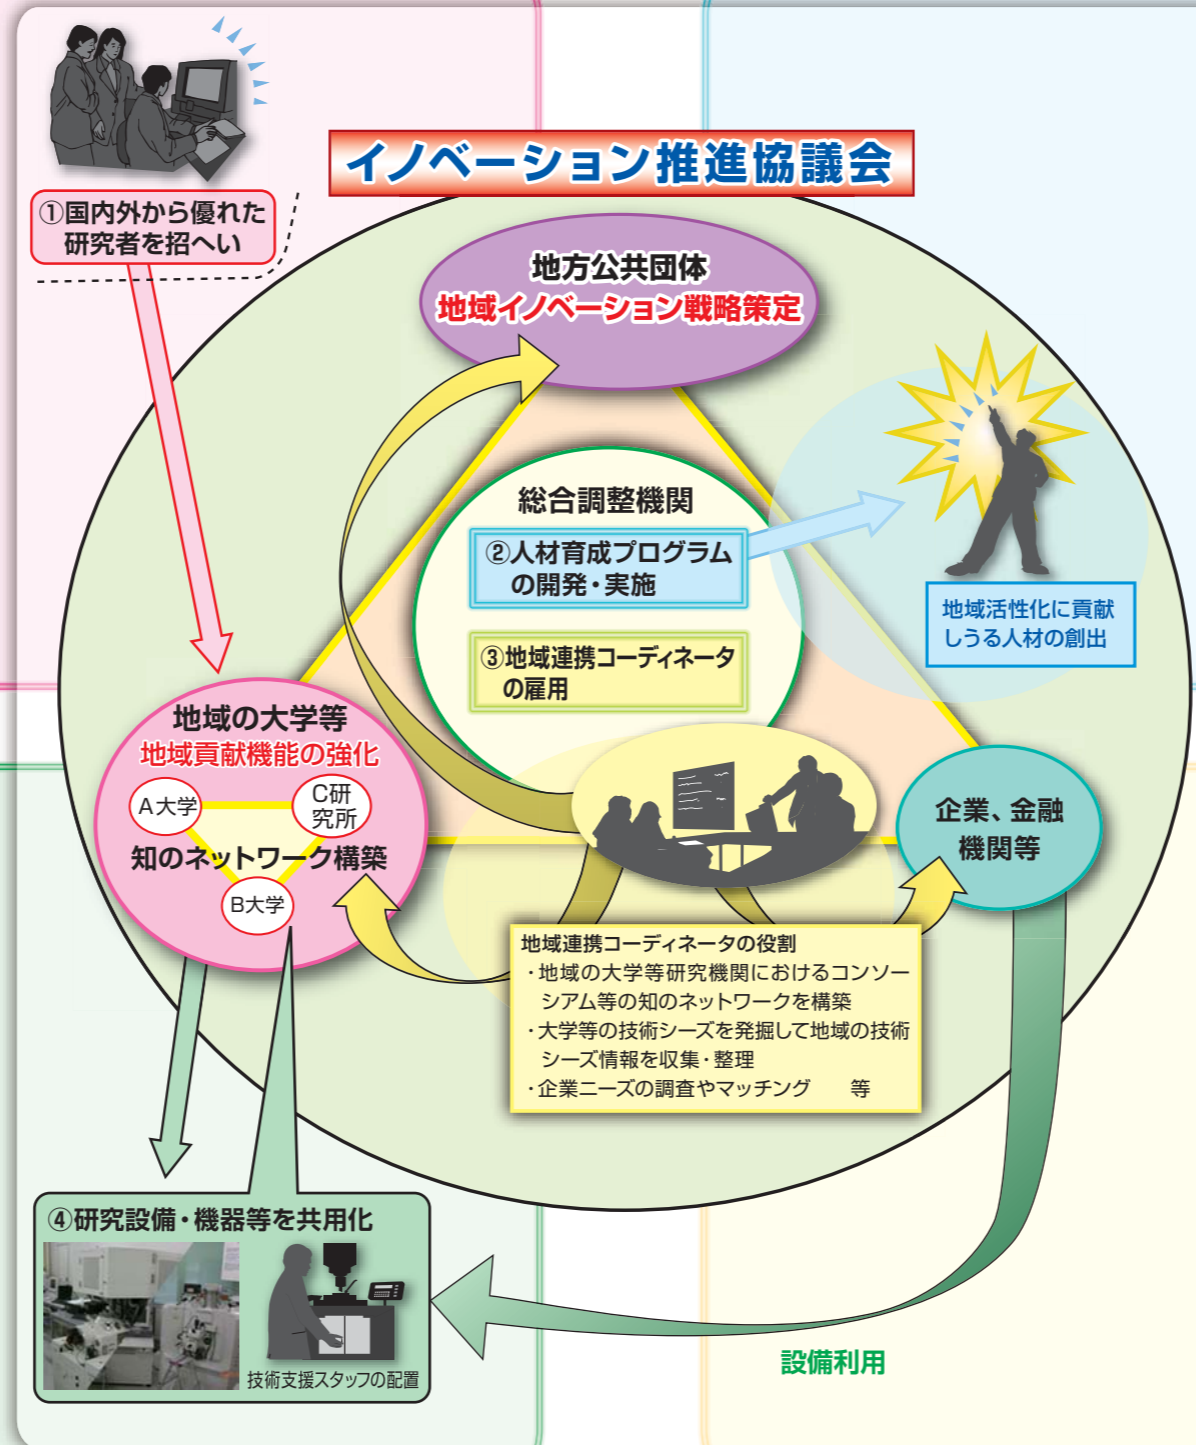 イノベーション推進協議会
①国内外から優れた
研究者を招へい
地方公共団体
地域イノベーション戦略策定
総合調整機関
②人材育成プログラム
の開発・実施
③地域連携コーディネータ
の雇用
地域活性化に貢献
しうる人材の創出
地域の大学等
地域貢献機能の強化
A大学
C研
究所
知のネットワーク構築
B大学
企業、金融
機関等
地域連携コーディネータの役割
・地域の大学等研究機関におけるコンソー
シアム等の知のネットワークを構築
・大学等の技術シーズを発掘して地域の技術
シーズ情報を収集・整理
・企業ニーズの調査やマッチング　等
④研究設備・機器等を共用化
技術支援スタッフの配置
設備利用